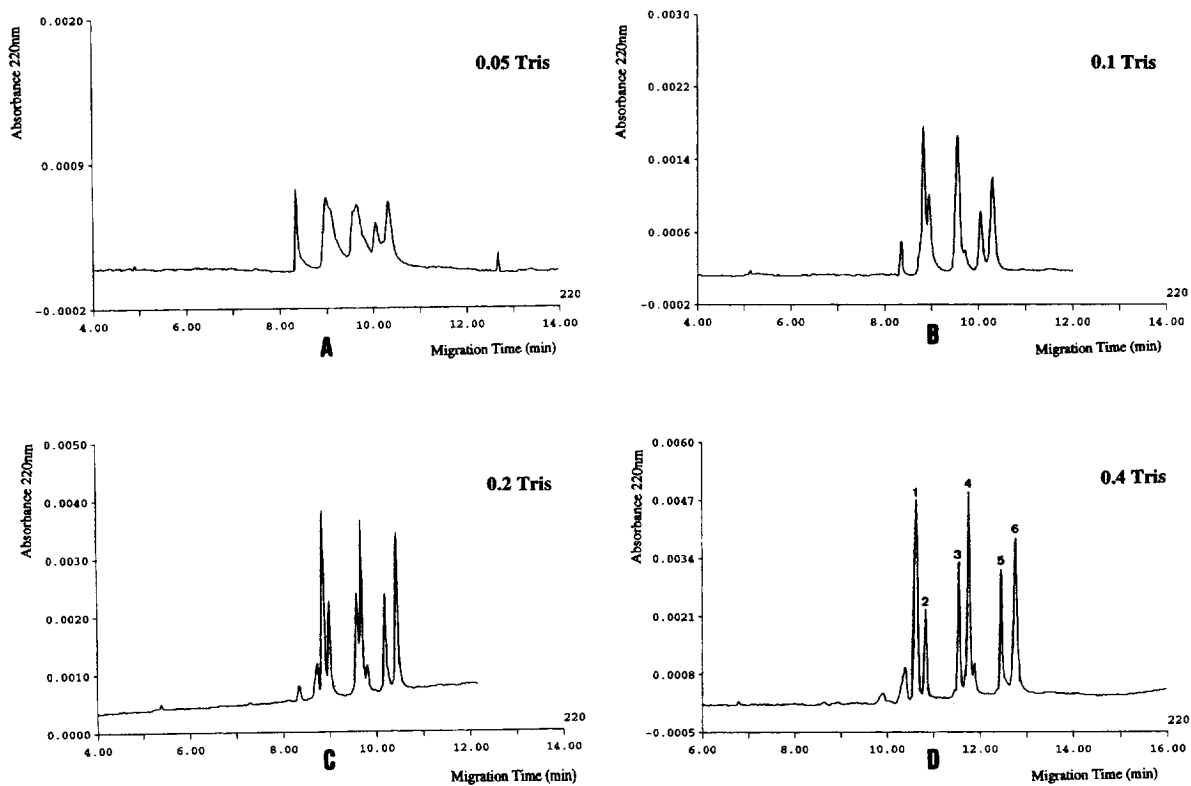 0.0020
Absorbance 220nm
0.05 Tris
0.0009
-0.0002
220
4.00 6.00 8.00 10.00 12.00 14.00
A
Migration Time (min)
0.0030
Absorbance 220nm
0.1 Tris
0.0022
0.0014
0.0006
-0.0002
220
4.00 6.00 8.00 10.00 12.00 14.00
B
Migration Time (min)
0.0050
Absorbance 220nm
0.2 Tris
0.0040
0.0030
0.0020
0.0010
0.0000
220
4.00 6.00 8.00 10.00 12.00 14.00
C
Migration Time (min)
0.0060
Absorbance 220nm
0.4 Tris
0.0047
0.0034
0.0021
0.0008
-0.0005
1
2
3
4
5
6
220
6.00 8.00 10.00 12.00 14.00 16.00
D
Migration Time (min)